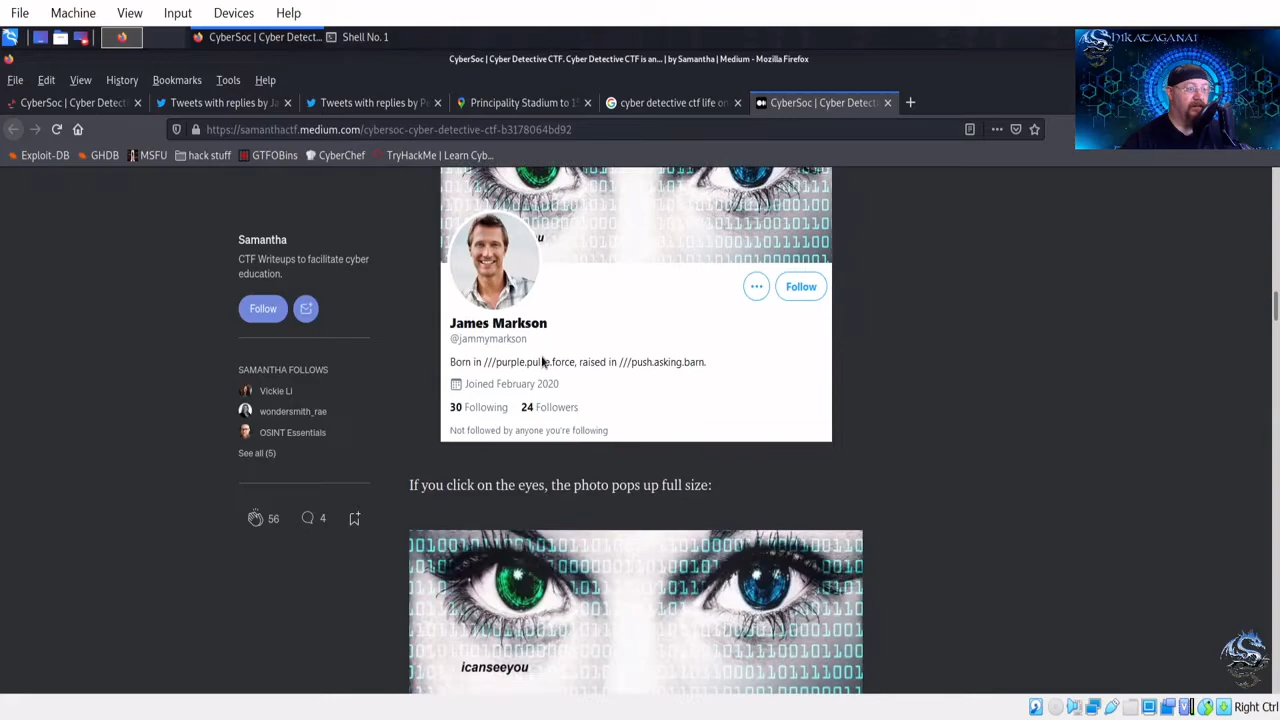 File Machine View Input Devices Help
CyberSoc | Cyber Detect... Shell No. 1
CyberSoc | Cyber Detective CTF. Cyber Detective CTF is an... | by Samantha | Medium - Mozilla Firefox
SHIKATAGANAI
File Edit View History Bookmarks Tools Help
CyberSoc | Cyber Detect Tweets with replies by Ja Tweets with replies by Pe Principality Stadium to 1 cyber detective ctf life on CyberSoc | Cyber Detect
https://samanthactf.medium.com/cybersoc-cyber-detective-ctf-b3178064bd92
Exploit-DB GHDB MSFU hack stuff GTFOBins CyberChef TryHackMe | Learn Cyb...
Samantha
CTF Writeups to facilitate cyber
education.
Follow
SAMANTHA FOLLOWS
Vickie Li
wondersmith_rae
OSINT Essentials
See all (5)
56 4
Follow
James Markson
@jammymarkson
Born in ///purple.pulse.force, raised in ///push.asking.barn.
Joined February 2020
30 Following 24 Followers
Not followed by anyone you're following
If you click on the eyes, the photo pops up full size:
icanseeyou
Right Ctrl